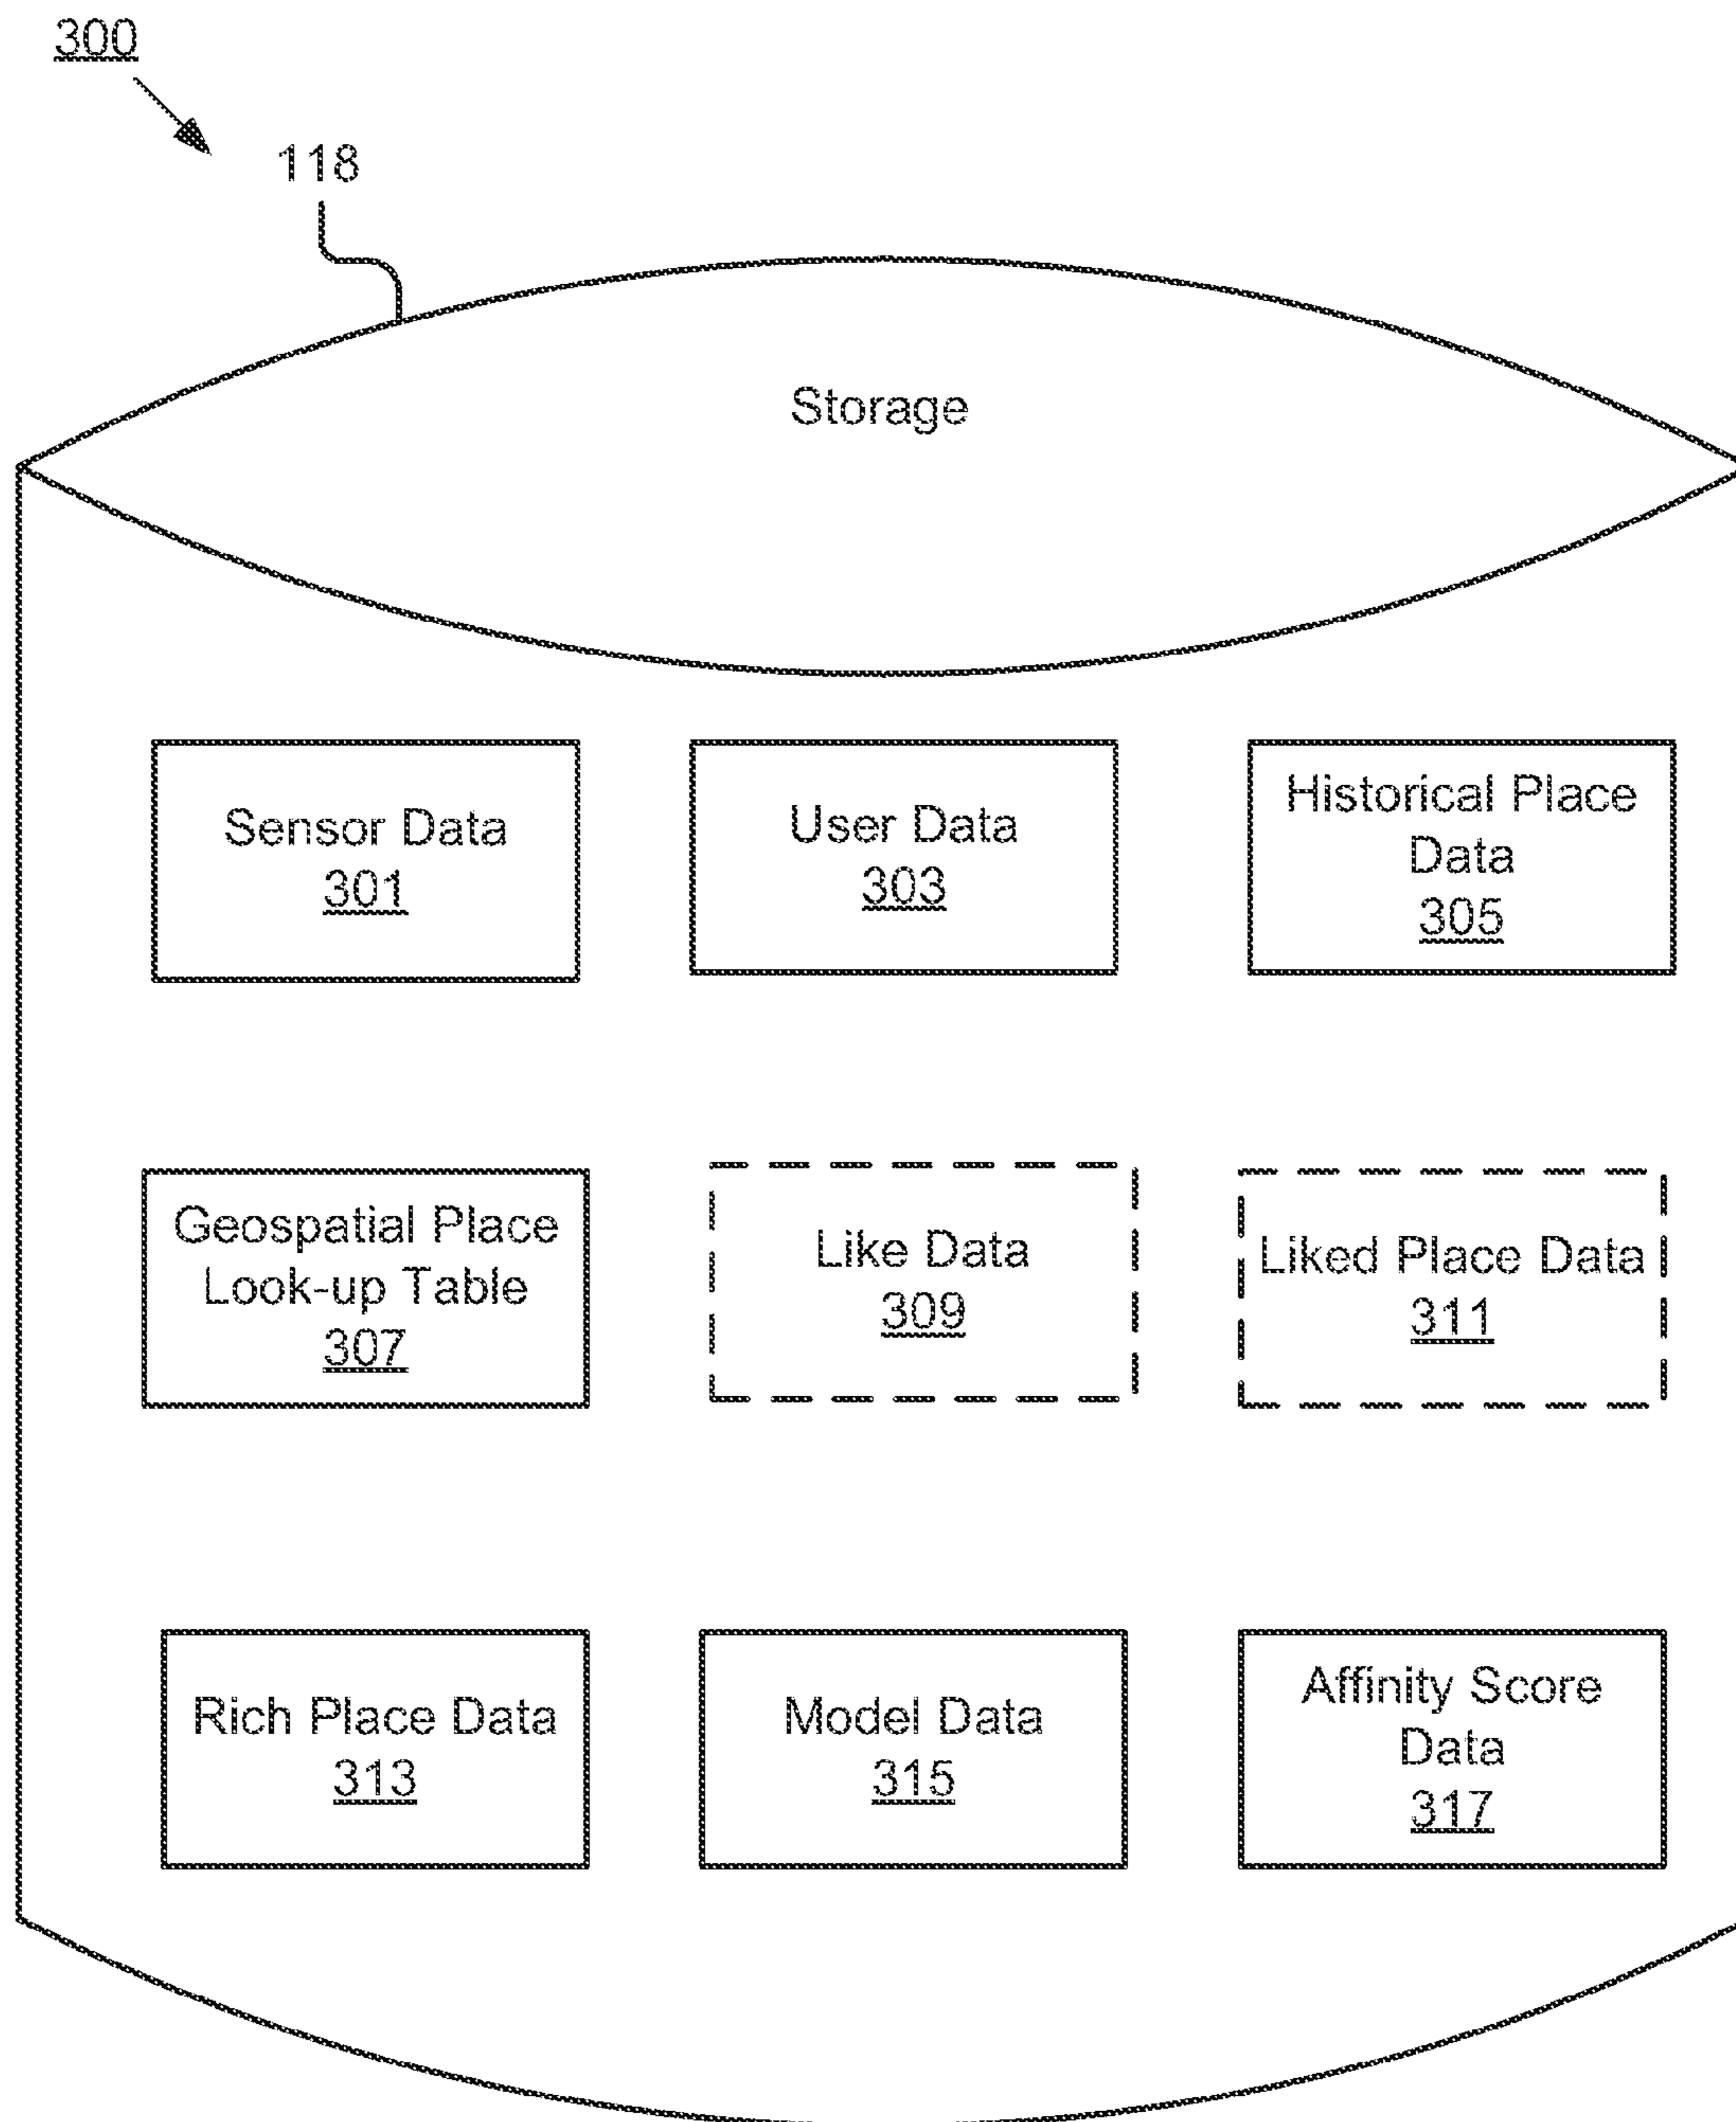 300
118
Storage
Sensor Data
301
User Data
303
Historical Place
Data
305
Geospatial Place
Look-up Table
307
Like Data
309
Liked Place Data
311
Rich Place Data
313
Model Data
315
Affinity Score
Data
317